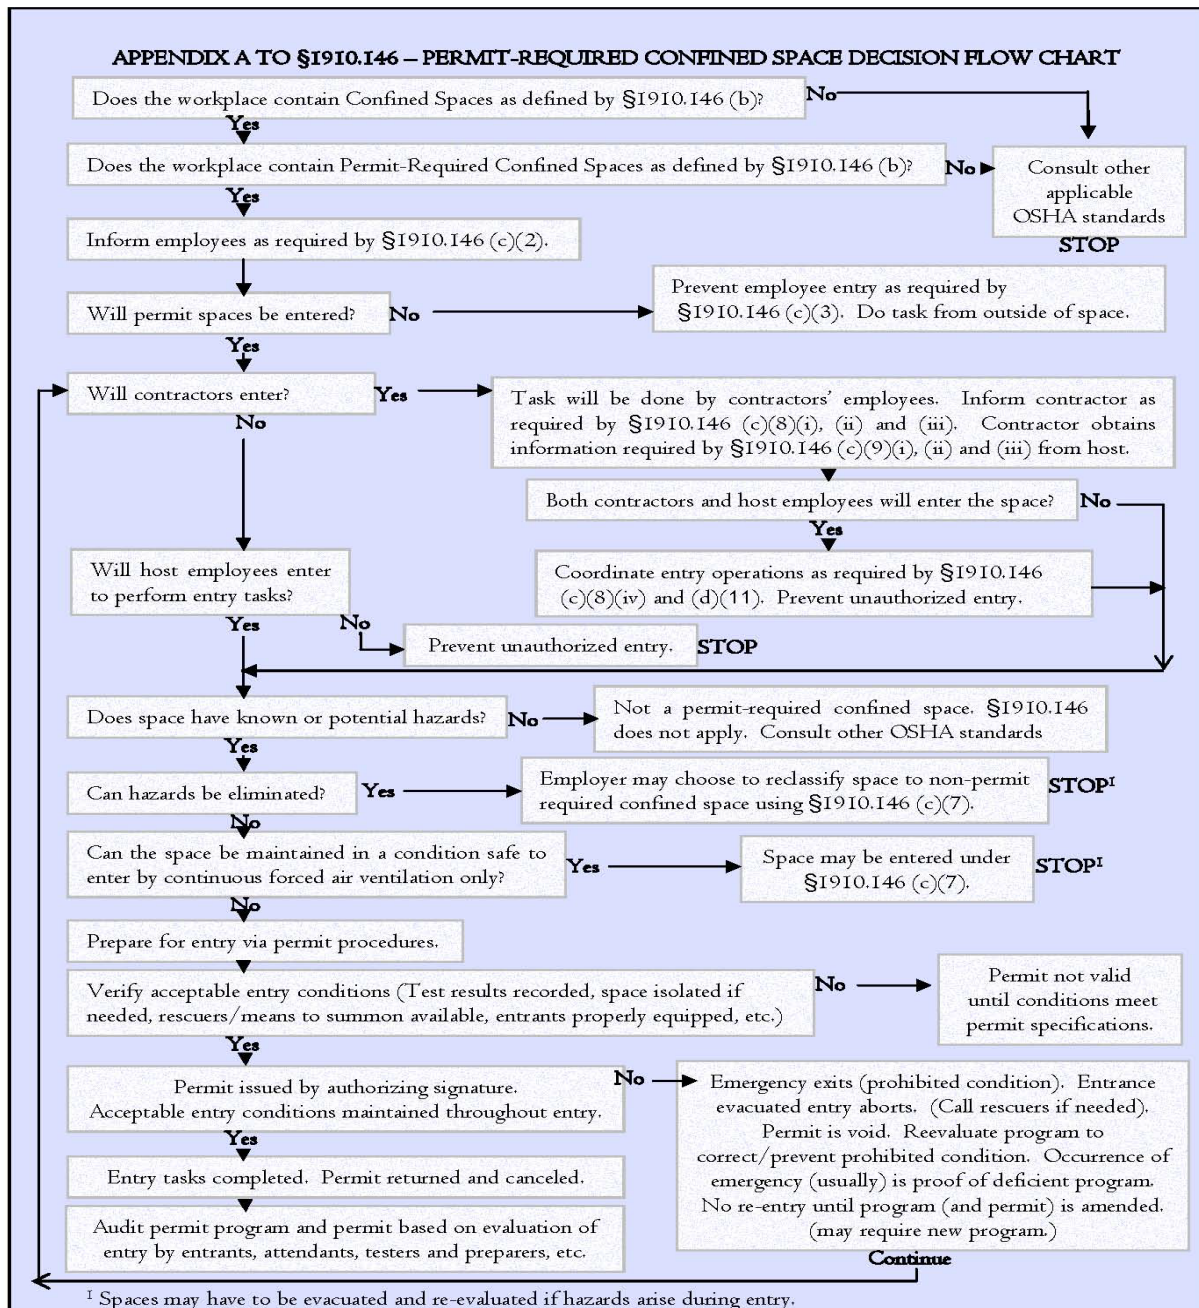 APPENDIX A TO §1910.146 – PERMIT-REQUIRED CONFINED SPACE DECISION FLOW CHART
Does the workplace contain Confined Spaces as defined by §1910.146 (b)?
No
Yes
Does the workplace contain Permit-Required Confined Spaces as defined by §1910.146 (b)?
No
Consult other
applicable
OSHA standards
STOP
Yes
Inform employees as required by §1910.146 (c)(2).
Will permit spaces be entered?
No
Prevent employee entry as required by
§1910.146 (c)(3). Do task from outside of space.
Yes
Will contractors enter?
Yes
Task will be done by contractors' employees. Inform contractor as
required by §1910.146 (c)(8)(i), (ii) and (iii). Contractor obtains
information required by §1910.146 (c)(9)(i), (ii) and (iii) from host.
No
Both contractors and host employees will enter the space?
No
Yes
Coordinate entry operations as required by §1910.146
(c)(8)(iv) and (d)(11). Prevent unauthorized entry.
Will host employees enter
to perform entry tasks?
No
Prevent unauthorized entry.
STOP
Yes
Does space have known or potential hazards?
No
Not a permit-required confined space. §1910.146
does not apply. Consult other OSHA standards
Yes
Can hazards be eliminated?
Yes
Employer may choose to reclassify space to non-permit
required confined space using §1910.146 (c)(7).
STOP¹
No
Can the space be maintained in a condition safe to
enter by continuous forced air ventilation only?
Yes
Space may be entered under
§1910.146 (c)(7).
STOP¹
No
Prepare for entry via permit procedures.
Verify acceptable entry conditions (Test results recorded, space isolated if
needed, rescuers/means to summon available, entrants properly equipped, etc.)
No
Permit not valid
until conditions meet
permit specifications.
Yes
Permit issued by authorizing signature.
Acceptable entry conditions maintained throughout entry.
No
Emergency exits (prohibited condition). Entrance
evacuated entry aborts. (Call rescuers if needed).
Permit is void. Reevaluate program to
correct/prevent prohibited condition. Occurrence of
emergency (usually) is proof of deficient program.
No re-entry until program (and permit) is amended.
(may require new program.)
Continue
Yes
Entry tasks completed. Permit returned and canceled.
Audit permit program and permit based on evaluation of
entry by entrants, attendants, testers and preparers, etc.
¹ Spaces may have to be evacuated and re-evaluated if hazards arise during entry.